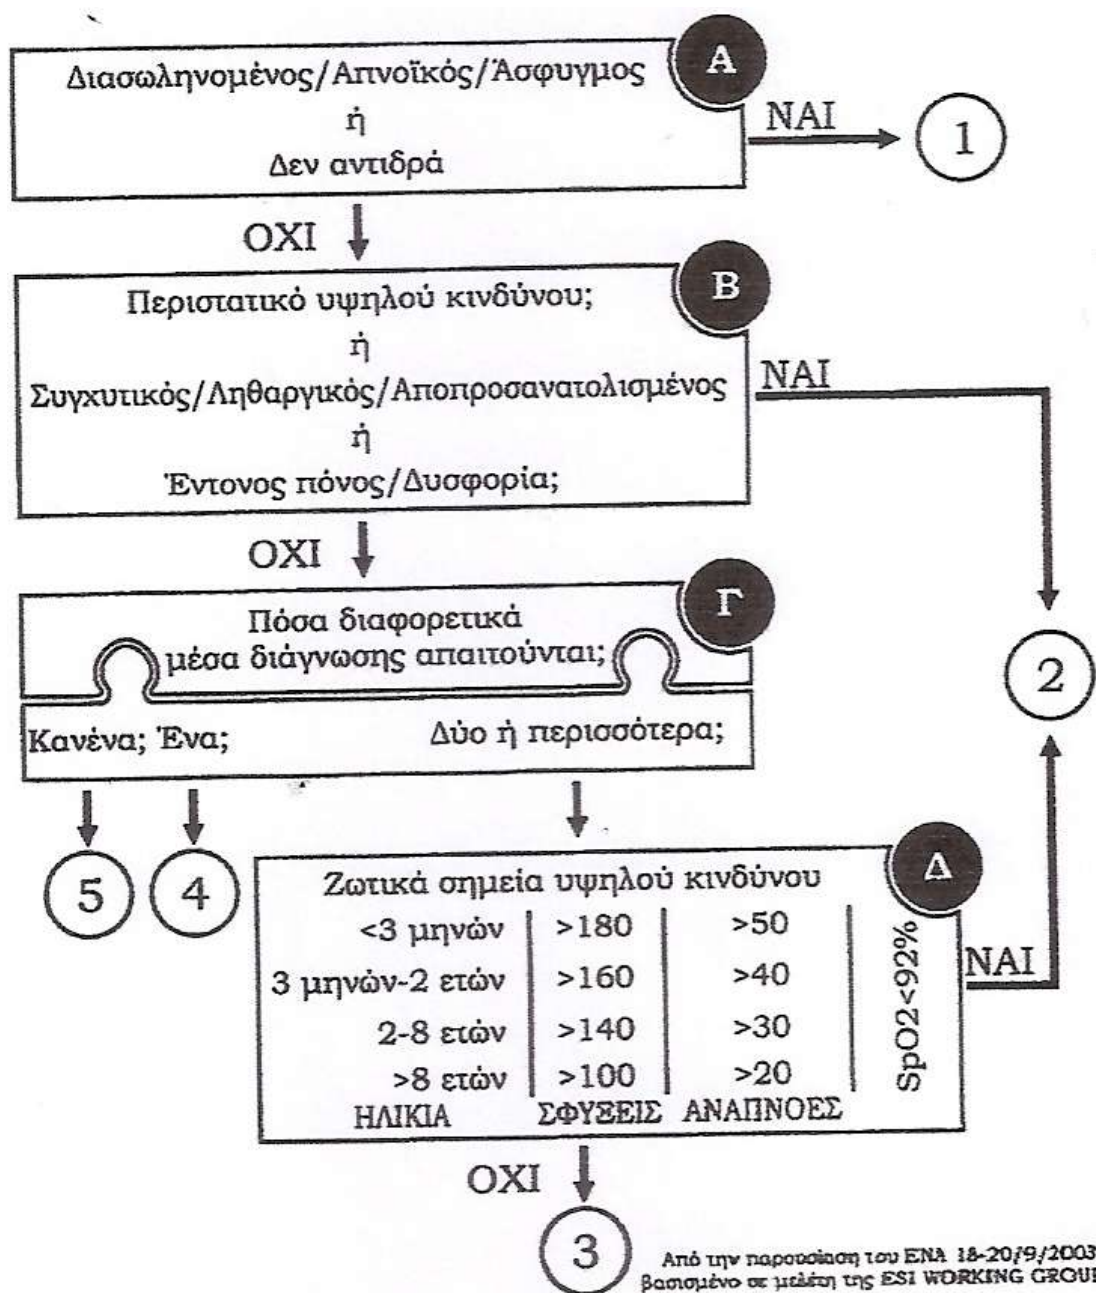 Α
Διασωληνομένος/Απνοϊκός/Άσφυγμος
ή
Δεν αντιδρά
ΝΑΙ
1
ΟΧΙ
Β
Περιστατικό υψηλού κινδύνου;
ή
Συγχυτικός/Ληθαργικός/Αποπροσανατολισμένος
ή
Έντονος πόνος/Δυσφορία;
ΝΑΙ
ΟΧΙ
Γ
Πόσα διαφορετικά
μέσα διάγνωσης απαιτούνται;
2
Κανένα; Ένα; Δύο ή περισσότερα;
5 4
Δ
Ζωτικά σημεία υψηλού κινδύνου
<3 μηνών >180 >50
3 μηνών-2 ετών >160 >40
2-8 ετών >140 >30
>8 ετών >100 >20
ΗΛΙΚΙΑ ΣΦΥΞΕΙΣ ΑΝΑΠΝΟΕΣ
SpO2<92%
ΝΑΙ
ΟΧΙ
3
Από την παρουσίαση του ENA 18-20/9/2003
βασισμένο σε μελέτη της ESI WORKING GROUP